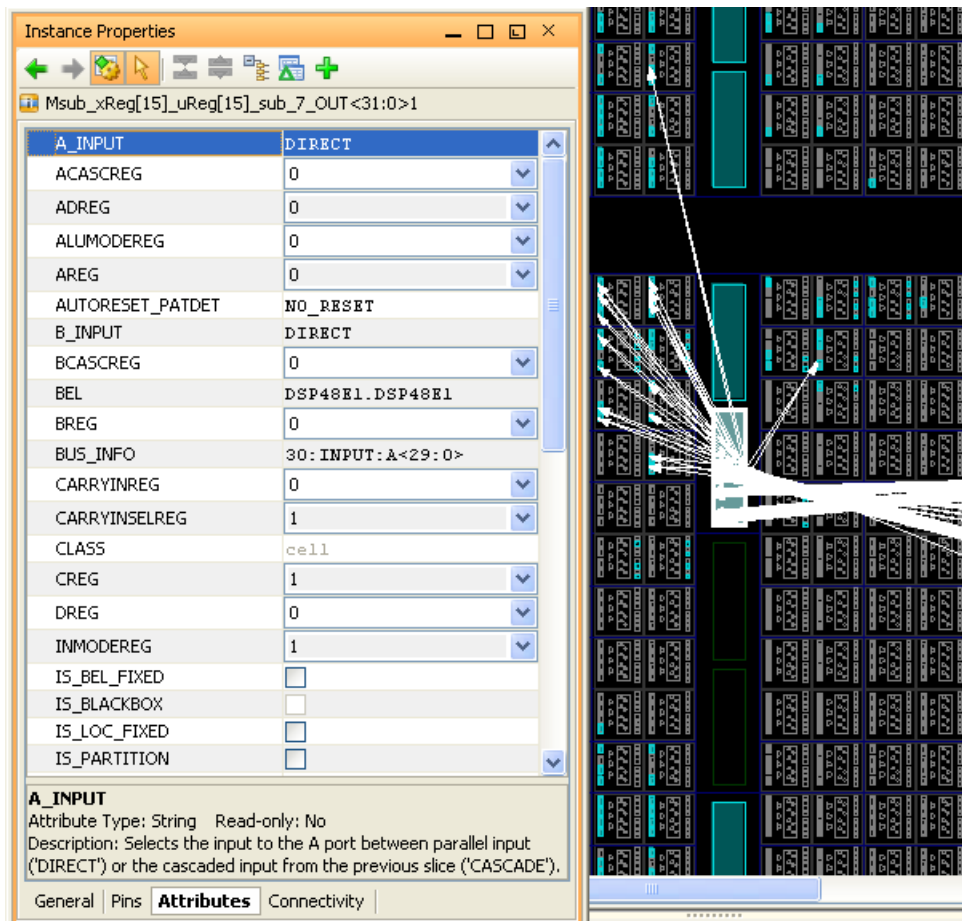 Instance Properties
Msub_xReg[15]_uReg[15]_sub_7_OUT<31:0>1
A_INPUT DIRECT
ACASCREG 0
ADREG 0
ALUMODEREG 0
AREG 0
AUTORESET_PATDET NO_RESET
B_INPUT DIRECT
BCASCREG 0
BEL DSP48E1.DSP48E1
BREG 0
BUS_INFO 30:INPUT:A<29:0>
CARRYINREG 0
CARRYINSELREG 1
CLASS cell
CREG 1
DREG 0
INMODEREG 1
IS_BEL_FIXED
IS_BLACKBOX
IS_LOC_FIXED
IS_PARTITION
A_INPUT
Attribute Type: String Read-only: No
Description: Selects the input to the A port between parallel input
('DIRECT') or the cascaded input from the previous slice ('CASCADE').
General Pins Attributes Connectivity